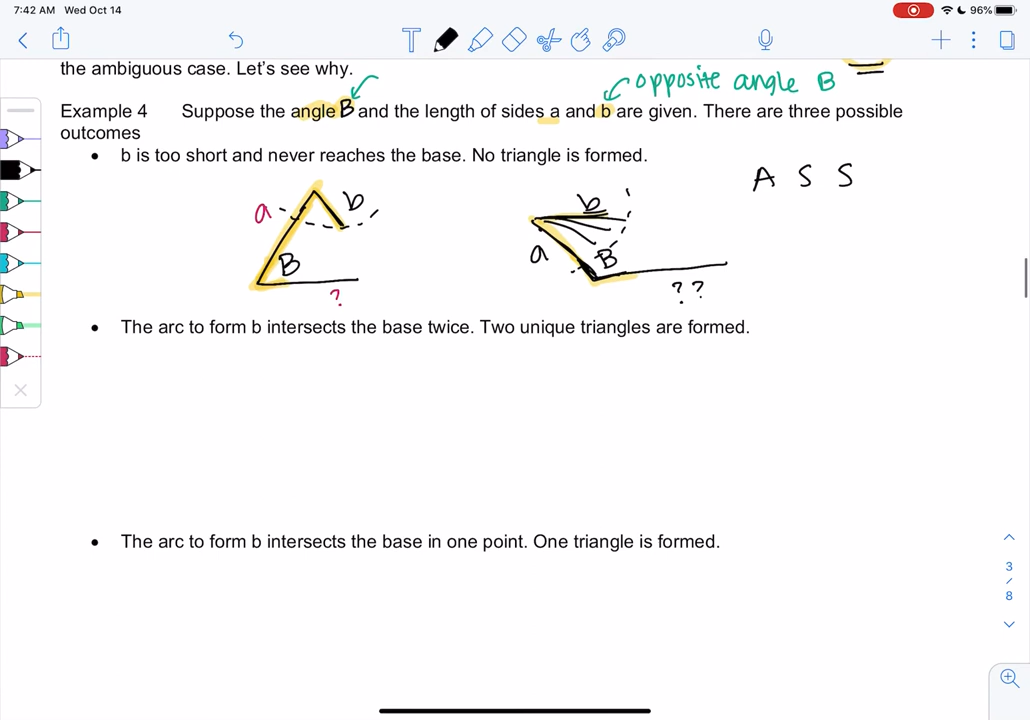 7:42 AM Wed Oct 14
96%
T
the ambiguous case. Let's see why.
opposite angle B
Example 4 Suppose the angle B and the length of sides a and b are given. There are three possible
outcomes
• b is too short and never reaches the base. No triangle is formed.
A S S
a b
B
?
b
a B
??
• The arc to form b intersects the base twice. Two unique triangles are formed.
• The arc to form b intersects the base in one point. One triangle is formed.
3
/
8